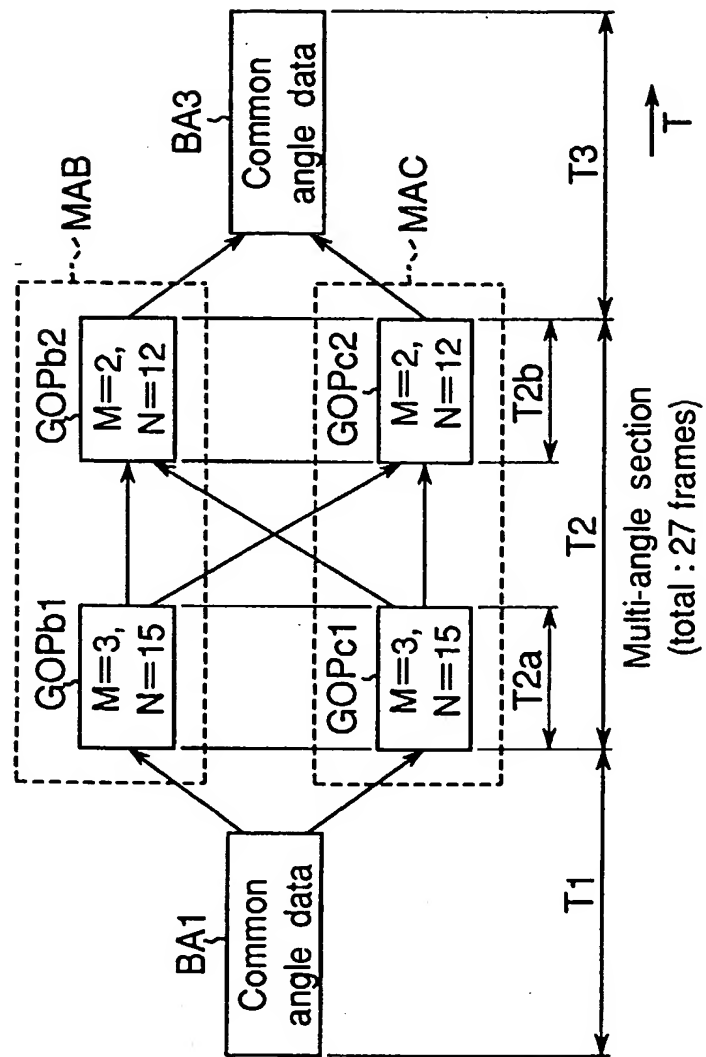 MAB
GOPb1
M=3,
N=15
GOPb2
M=2,
N=12
BA1
Common
angle data
BA3
Common
angle data
MAC
GOPc1
M=3,
N=15
GOPc2
M=2,
N=12
T2a
T2b
T1
T2
T3
Multi-angle section
(total : 27 frames)
T